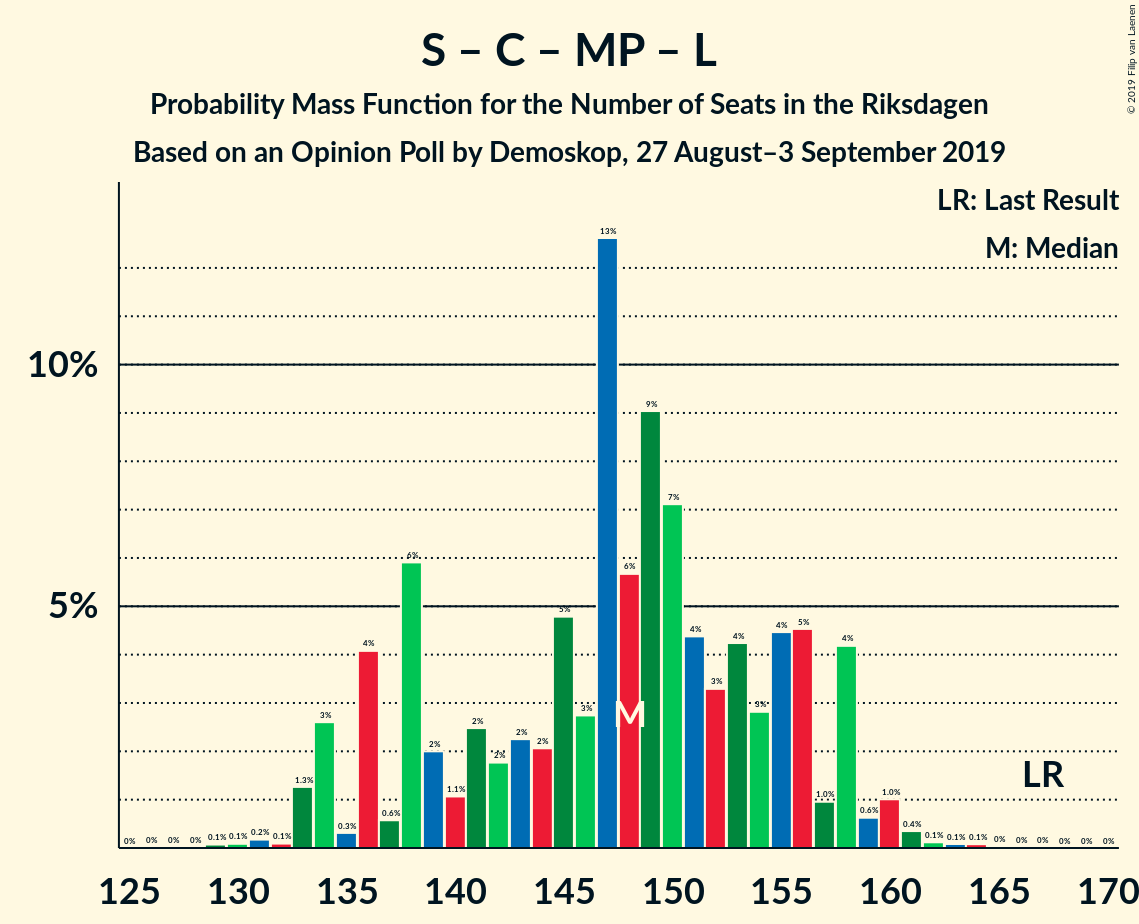 S – C – MP – L
Probability Mass Function for the Number of Seats in the Riksdagen
Based on an Opinion Poll by Demoskop, 27 August–3 September 2019
© 2019 Filip van Laenen
LR: Last Result
M: Median
10%
5%
0% 0% 0% 0% 0.1% 0.1% 0.2% 0.1% 1.3% 3% 0.3% 4% 0.6% 6% 2% 1.1% 2% 2% 2% 2% 5% 3% 13% 6% 9% 7% 4% 3% 4% 3% 4% 5% 1.0% 4% 0.6% 1.0% 0.4% 0.1% 0.1% 0.1% 0% 0% 0% 0% 0% 0%
M
LR
125 130 135 140 145 150 155 160 165 170